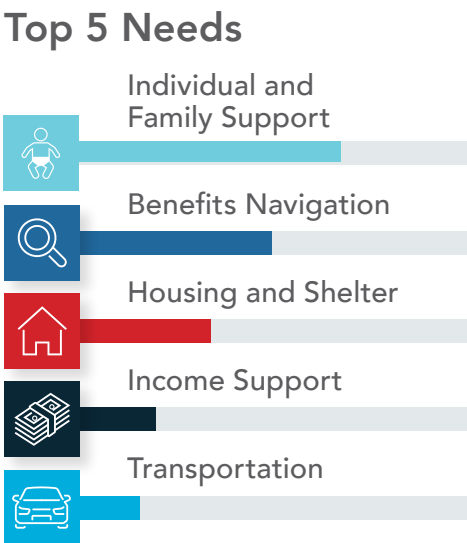 Top 5 Needs
Individual and
Family Support
Benefits Navigation
Housing and Shelter
Income Support
Transportation